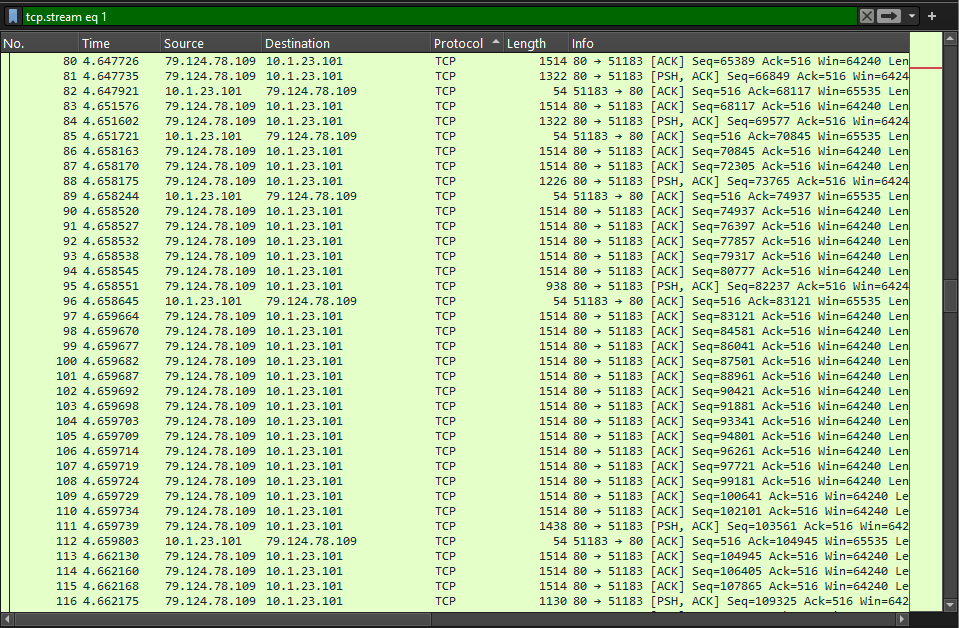 tcp.stream eq 1
No. Time Source Destination Protocol Length Info
80 4.647726 79.124.78.109 10.1.23.101 TCP 1514 80 → 51183 [ACK] Seq=65389 Ack=516 Win=64240 Len
81 4.647735 79.124.78.109 10.1.23.101 TCP 1322 80 → 51183 [PSH, ACK] Seq=66849 Ack=516 Win=6424
82 4.647921 10.1.23.101 79.124.78.109 TCP 54 51183 → 80 [ACK] Seq=516 Ack=68117 Win=65535 Len
83 4.651576 79.124.78.109 10.1.23.101 TCP 1514 80 → 51183 [ACK] Seq=68117 Ack=516 Win=64240 Len
84 4.651602 79.124.78.109 10.1.23.101 TCP 1322 80 → 51183 [PSH, ACK] Seq=69577 Ack=516 Win=6424
85 4.651721 10.1.23.101 79.124.78.109 TCP 54 51183 → 80 [ACK] Seq=516 Ack=70845 Win=65535 Len
86 4.658163 79.124.78.109 10.1.23.101 TCP 1514 80 → 51183 [ACK] Seq=70845 Ack=516 Win=64240 Len
87 4.658170 79.124.78.109 10.1.23.101 TCP 1514 80 → 51183 [ACK] Seq=72305 Ack=516 Win=64240 Len
88 4.658175 79.124.78.109 10.1.23.101 TCP 1226 80 → 51183 [PSH, ACK] Seq=73765 Ack=516 Win=6424
89 4.658244 10.1.23.101 79.124.78.109 TCP 54 51183 → 80 [ACK] Seq=516 Ack=74937 Win=65535 Len
90 4.658520 79.124.78.109 10.1.23.101 TCP 1514 80 → 51183 [ACK] Seq=74937 Ack=516 Win=64240 Len
91 4.658527 79.124.78.109 10.1.23.101 TCP 1514 80 → 51183 [ACK] Seq=76397 Ack=516 Win=64240 Len
92 4.658532 79.124.78.109 10.1.23.101 TCP 1514 80 → 51183 [ACK] Seq=77857 Ack=516 Win=64240 Len
93 4.658538 79.124.78.109 10.1.23.101 TCP 1514 80 → 51183 [ACK] Seq=79317 Ack=516 Win=64240 Len
94 4.658545 79.124.78.109 10.1.23.101 TCP 1514 80 → 51183 [ACK] Seq=80777 Ack=516 Win=64240 Len
95 4.658551 79.124.78.109 10.1.23.101 TCP 938 80 → 51183 [PSH, ACK] Seq=82237 Ack=516 Win=6424
96 4.658645 10.1.23.101 79.124.78.109 TCP 54 51183 → 80 [ACK] Seq=516 Ack=83121 Win=65535 Len
97 4.659664 79.124.78.109 10.1.23.101 TCP 1514 80 → 51183 [ACK] Seq=83121 Ack=516 Win=64240 Len
98 4.659670 79.124.78.109 10.1.23.101 TCP 1514 80 → 51183 [ACK] Seq=84581 Ack=516 Win=64240 Len
99 4.659677 79.124.78.109 10.1.23.101 TCP 1514 80 → 51183 [ACK] Seq=86041 Ack=516 Win=64240 Len
100 4.659682 79.124.78.109 10.1.23.101 TCP 1514 80 → 51183 [ACK] Seq=87501 Ack=516 Win=64240 Len
101 4.659687 79.124.78.109 10.1.23.101 TCP 1514 80 → 51183 [ACK] Seq=88961 Ack=516 Win=64240 Len
102 4.659692 79.124.78.109 10.1.23.101 TCP 1514 80 → 51183 [ACK] Seq=90421 Ack=516 Win=64240 Len
103 4.659698 79.124.78.109 10.1.23.101 TCP 1514 80 → 51183 [ACK] Seq=91881 Ack=516 Win=64240 Len
104 4.659703 79.124.78.109 10.1.23.101 TCP 1514 80 → 51183 [ACK] Seq=93341 Ack=516 Win=64240 Len
105 4.659709 79.124.78.109 10.1.23.101 TCP 1514 80 → 51183 [ACK] Seq=94801 Ack=516 Win=64240 Len
106 4.659714 79.124.78.109 10.1.23.101 TCP 1514 80 → 51183 [ACK] Seq=96261 Ack=516 Win=64240 Len
107 4.659719 79.124.78.109 10.1.23.101 TCP 1514 80 → 51183 [ACK] Seq=97721 Ack=516 Win=64240 Len
108 4.659724 79.124.78.109 10.1.23.101 TCP 1514 80 → 51183 [ACK] Seq=99181 Ack=516 Win=64240 Len
109 4.659729 79.124.78.109 10.1.23.101 TCP 1514 80 → 51183 [ACK] Seq=100641 Ack=516 Win=64240 Le
110 4.659734 79.124.78.109 10.1.23.101 TCP 1514 80 → 51183 [ACK] Seq=102101 Ack=516 Win=64240 Le
111 4.659739 79.124.78.109 10.1.23.101 TCP 1438 80 → 51183 [PSH, ACK] Seq=103561 Ack=516 Win=642
112 4.659803 10.1.23.101 79.124.78.109 TCP 54 51183 → 80 [ACK] Seq=516 Ack=104945 Win=65535 Le
113 4.662130 79.124.78.109 10.1.23.101 TCP 1514 80 → 51183 [ACK] Seq=104945 Ack=516 Win=64240 Le
114 4.662160 79.124.78.109 10.1.23.101 TCP 1514 80 → 51183 [ACK] Seq=106405 Ack=516 Win=64240 Le
115 4.662168 79.124.78.109 10.1.23.101 TCP 1514 80 → 51183 [ACK] Seq=107865 Ack=516 Win=64240 Le
116 4.662175 79.124.78.109 10.1.23.101 TCP 1130 80 → 51183 [PSH, ACK] Seq=109325 Ack=516 Win=642